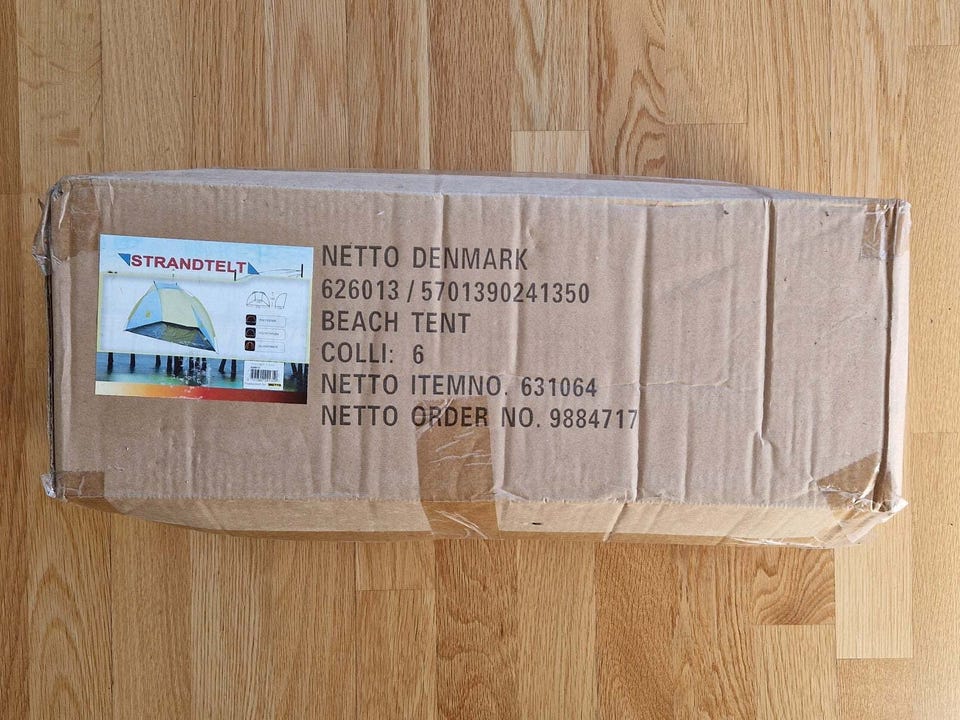 STRANDTELT
NETTO DENMARK
626013 / 5701390241350
BEACH TENT
COLLI: 6
NETTO ITEMNO. 631064
NETTO ORDER NO. 9884717